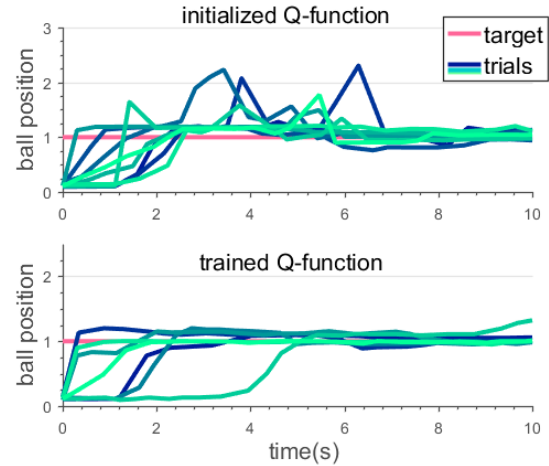 initialized Q-function
target
trials
ball position
3
2
1
0
0 2 4 6 8 10
trained Q-function
ball position
2
1
0
0 2 4 6 8 10
time(s)